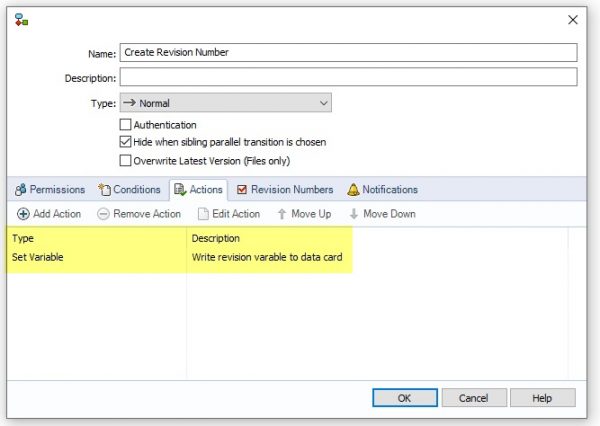 Name: Create Revision Number
Description:
Type: Normal
Authentication
Hide when sibling parallel transition is chosen
Overwrite Latest Version (Files only)
Permissions Conditions Actions Revision Numbers Notifications
Add Action Remove Action Edit Action Move Up Move Down
Type Description
Set Variable Write revision varable to data card
OK Cancel Help